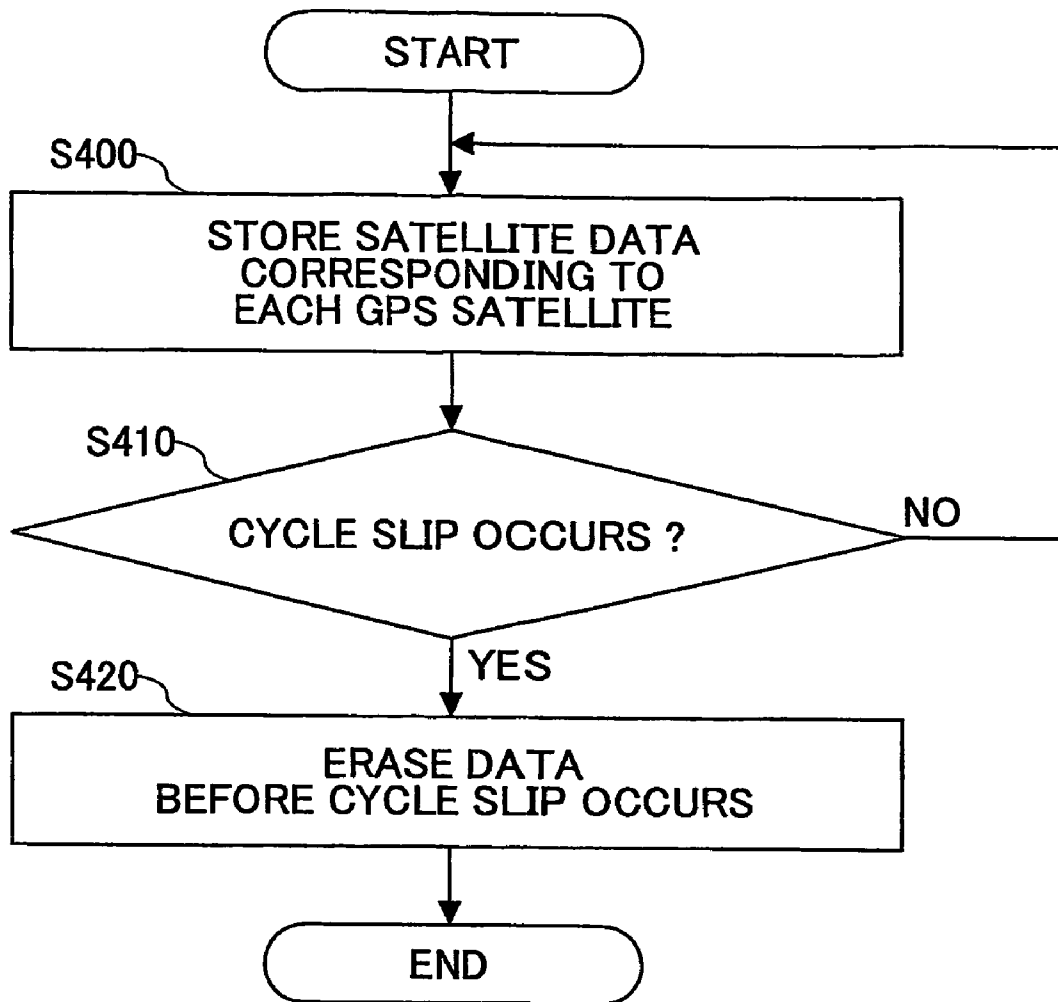 START
S400
STORE SATELLITE DATA
CORRESPONDING TO
EACH GPS SATELLITE
S410
CYCLE SLIP OCCURS ?
NO
YES
S420
ERASE DATA
BEFORE CYCLE SLIP OCCURS
END